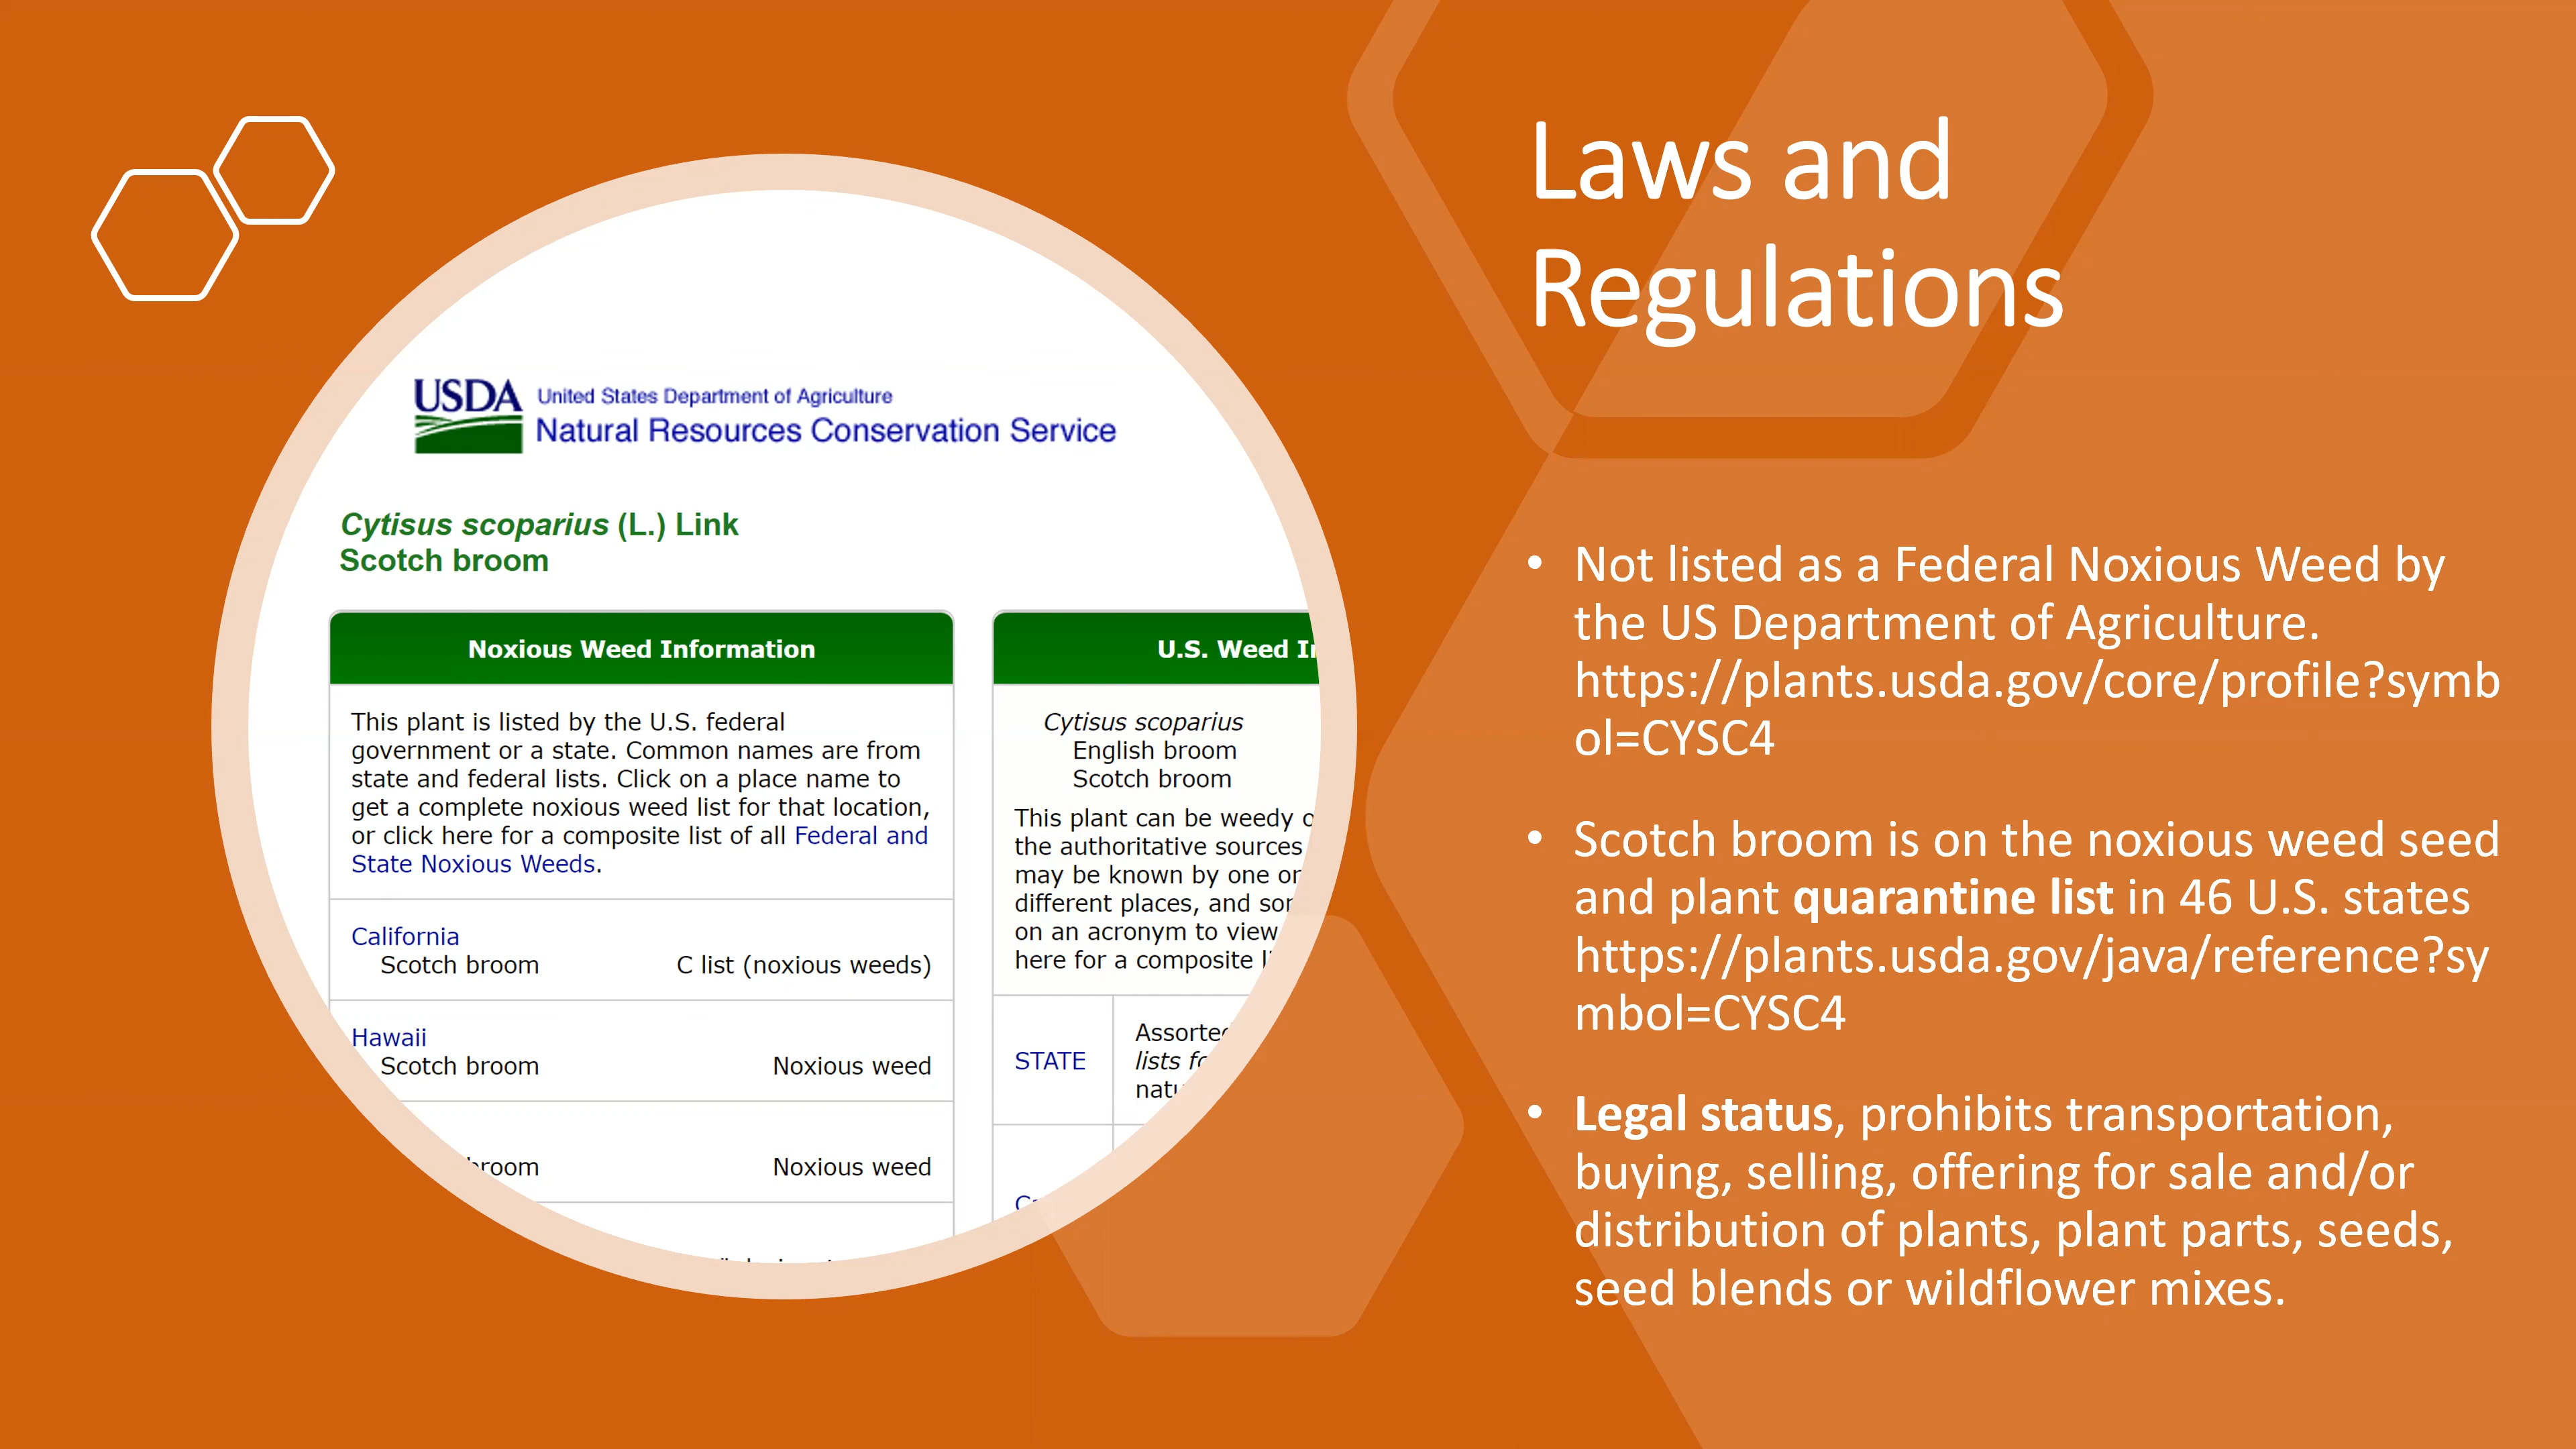 Laws and
Regulations
USDA
United States Department of Agriculture
Natural Resources Conservation Service
Cytisus scoparius (L.) Link
Scotch broom
Noxious Weed Information
This plant is listed by the U.S. federal
government or a state. Common names are from
state and federal lists. Click on a place name to
get a complete noxious weed list for that location,
or click here for a composite list of all Federal and
State Noxious Weeds.
California
Scotch broom C list (noxious weeds)
Hawaii
Scotch broom Noxious weed
broom Noxious weed
U.S. Weed
Cytisus scoparius
English broom
Scotch broom
This plant can be weedy
the authoritative sources
may be known by one or
different places, and
on an acronym to view
here for a composite
STATE
lists
• Not listed as a Federal Noxious Weed by
the US Department of Agriculture.
https://plants.usda.gov/core/profile?symb
ol=CYSC4
• Scotch broom is on the noxious weed seed
and plant quarantine list in 46 U.S. states
https://plants.usda.gov/java/reference?sy
mbol=CYSC4
• Legal status, prohibits transportation,
buying, selling, offering for sale and/or
distribution of plants, plant parts, seeds,
seed blends or wildflower mixes.